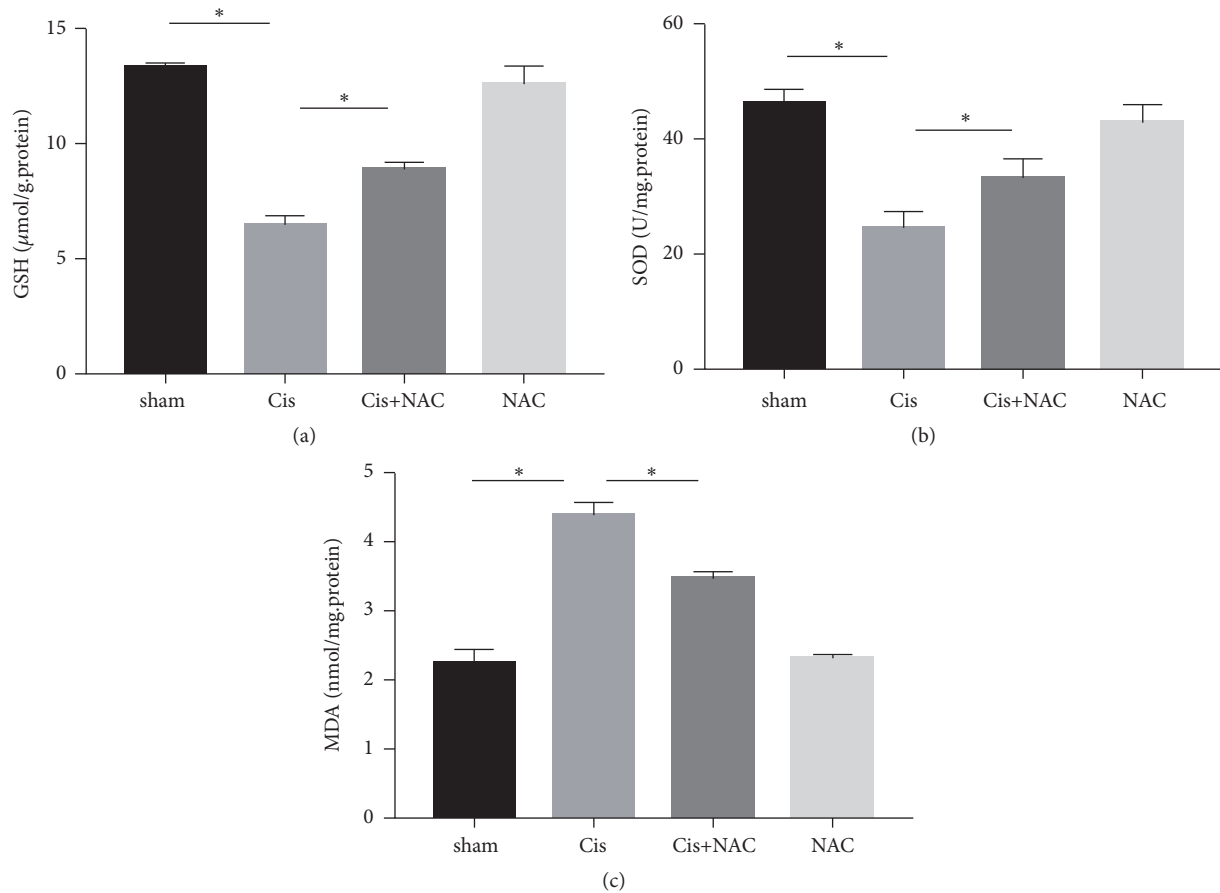 GSH (μmol/g.protein)
15
10
5
0
*
*
sham Cis Cis+NAC NAC
(a)
SOD (U/mg.protein)
60
40
20
0
*
*
sham Cis Cis+NAC NAC
(b)
MDA (nmol/mg.protein)
5
4
3
2
1
0
* *
sham Cis Cis+NAC NAC
(c)